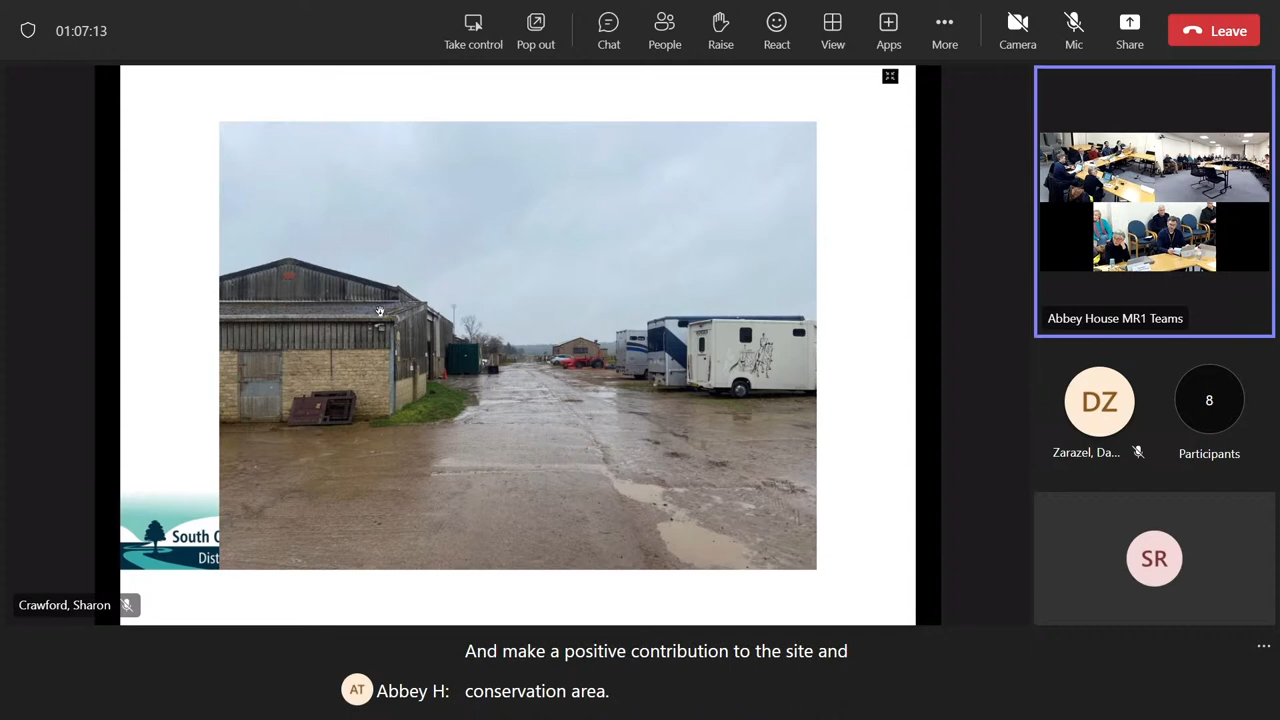 01:07:13
Take control
Pop out
Chat
People
Raise
React
View
Apps
More
Camera
Mic
Share
Leave
Abbey House MR1 Teams
DZ
8
Zarazel, Da...
Participants
SR
South
Dist
Crawford, Sharon
And make a positive contribution to the site and
AT
Abbey H:
conservation area.